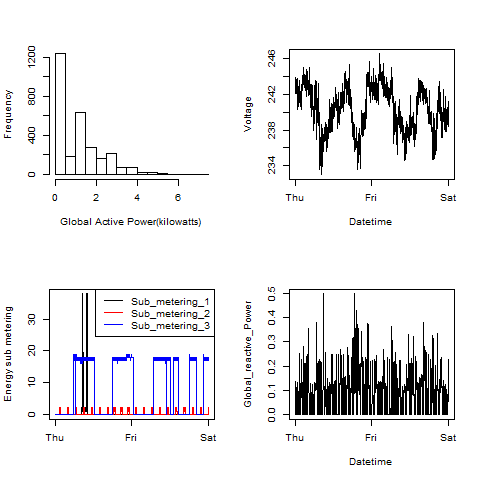 Frequency
0 400 800 1200
0 2 4 6
Global Active Power(kilowatts)
Voltage
234 238 242 246
Thu Fri Sat
Datetime
Energy sub metering
0 10 20 30
Sub_metering_1
Sub_metering_2
Sub_metering_3
Thu Fri Sat
Global_reactive_Power
0.0 0.1 0.2 0.3 0.4 0.5
Thu Fri Sat
Datetime